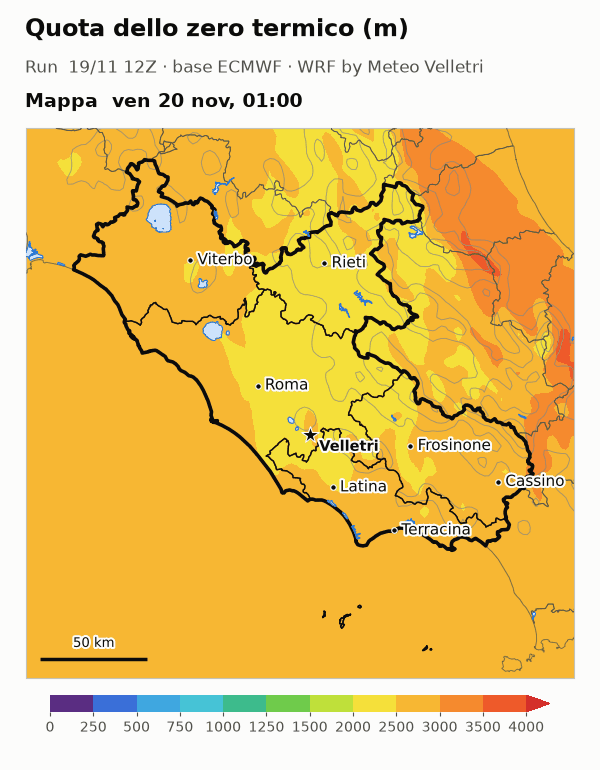 Quota dello zero termico (m)
Run  19/11 12Z · base ECMWF · WRF by Meteo Velletri
Mappa  ven 20 nov, 01:00
Viterbo
Rieti
Roma
Velletri
Frosinone
Cassino
Latina
Terracina
50 km
0 250 500 750 1000 1250 1500 2000 2500 3000 3500 4000